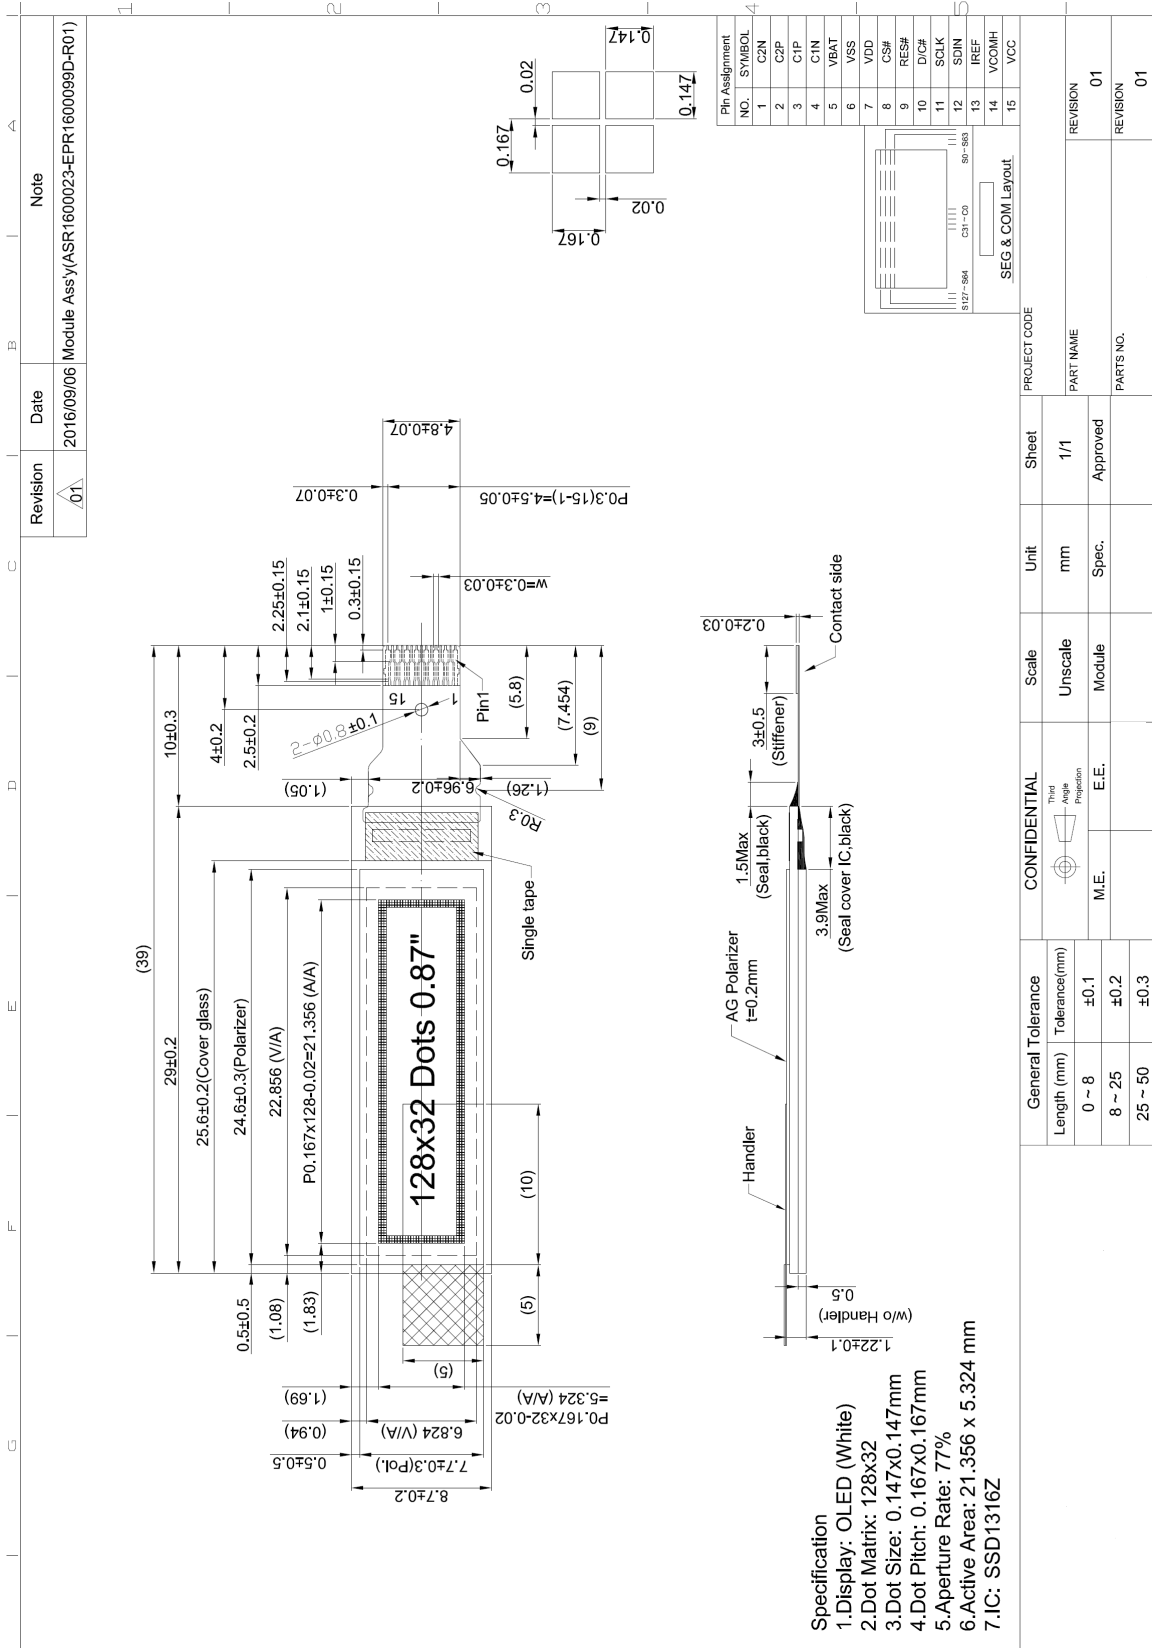 A B C D E F G
1 2 3 4 5
Revision Date Note
01 2016/09/06 Module Ass'y(ASR1600023-EPR1600099D-R01)
(39)
29±0.2
10±0.3
25.6±0.2(Cover glass)
4±0.2
24.6±0.3(Polarizer)
2.5±0.2
22.856 (V/A)
P0.167x128-0.02=21.356 (A/A)
0.5±0.5
(1.08)
(1.83)
2.25±0.15
2.1±0.15
1±0.15
0.3±0.15
0.3±0.07
4.8±0.07
P0.3(15-1)=4.5±0.05
w=0.3±0.03
2-ø0.8±0.1
15
1
Pin1
(5.8)
(7.454)
(9)
(1.05)
6.96±0.2
(1.26)
R0.3
Single tape
128x32 Dots 0.87"
(10)
(5)
(5)
(1.69)
P0.167x32-0.02
=5.324 (A/A)
(0.94)
6.824 (V/A)
0.5±0.5
7.7±0.3(Pol.)
8.7±0.2
0.167
0.02
0.147
0.147
0.02
0.167
0.2±0.03
Contact side
3±0.5
(Stiffener)
1.5Max
(Seal,black)
3.9Max
(Seal cover IC,black)
AG Polarizer
t=0.2mm
Handler
0.5
1.22±0.1
(w/o Handler)
Pin Assignment
NO. SYMBOL
1 C2N
2 C2P
3 C1P
4 C1N
5 VBAT
6 VSS
7 VDD
8 CS#
9 RES#
10 D/C#
11 SCLK
12 SDIN
13 IREF
14 VCOMH
15 VCC
S127~S64 C31~C0 S0~S63
SEG & COM Layout
Specification
1.Display: OLED (White)
2.Dot Matrix: 128x32
3.Dot Size: 0.147x0.147mm
4.Dot Pitch: 0.167x0.167mm
5.Aperture Rate: 77%
6.Active Area: 21.356 x 5.324 mm
7.IC: SSD1316Z
General Tolerance
Length (mm) Tolerance(mm)
0 ~ 8 ±0.1
8 ~ 25 ±0.2
25 ~ 50 ±0.3
CONFIDENTIAL
Third
Angle
Projection
M.E. E.E.
Scale Unit Sheet
Unscale mm 1/1
Module Spec. Approved
PROJECT CODE
PART NAME
REVISION
01
PARTS NO.
REVISION
01